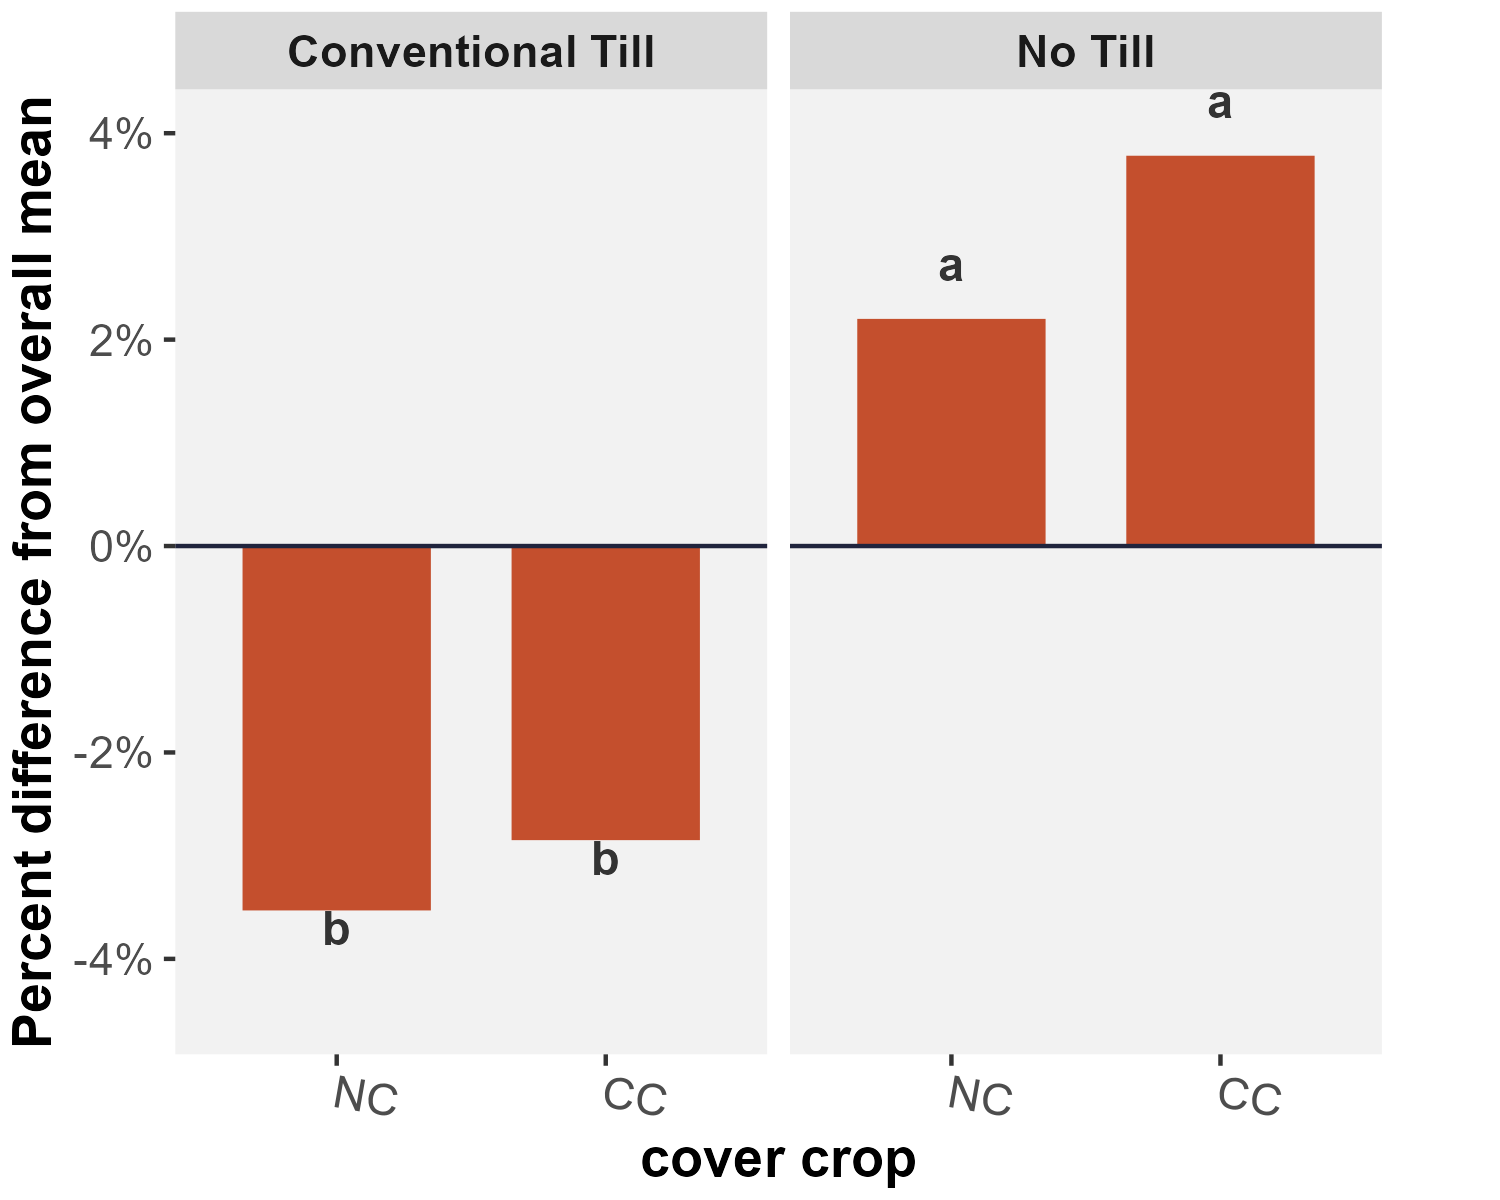 Conventional Till
No Till
Percent difference from overall mean
4%
2%
0%
-2%
-4%
a
a
b
b
NC
CC
NC
CC
cover crop